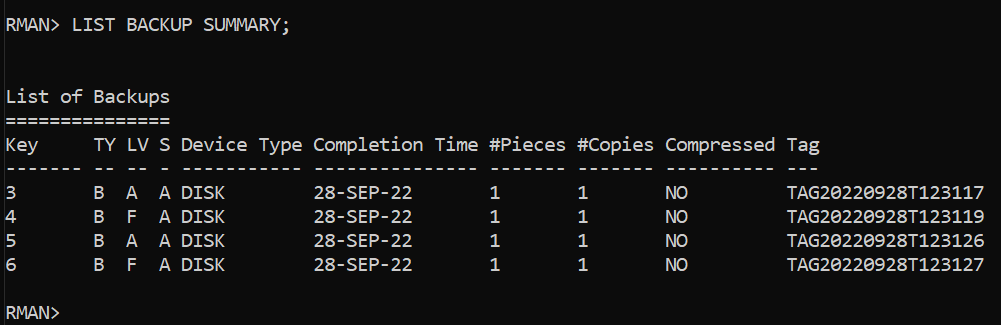 RMAN> LIST BACKUP SUMMARY;
List of Backups
===============
Key     TY LV S Device Type Completion Time #Pieces #Copies Compressed Tag
------- -- -- - ----------- --------------- ------- ------- ---------- ---
3       B  A  A DISK        28-SEP-22       1       1       NO         TAG20220928T123117
4       B  F  A DISK        28-SEP-22       1       1       NO         TAG20220928T123119
5       B  A  A DISK        28-SEP-22       1       1       NO         TAG20220928T123126
6       B  F  A DISK        28-SEP-22       1       1       NO         TAG20220928T123127
RMAN>